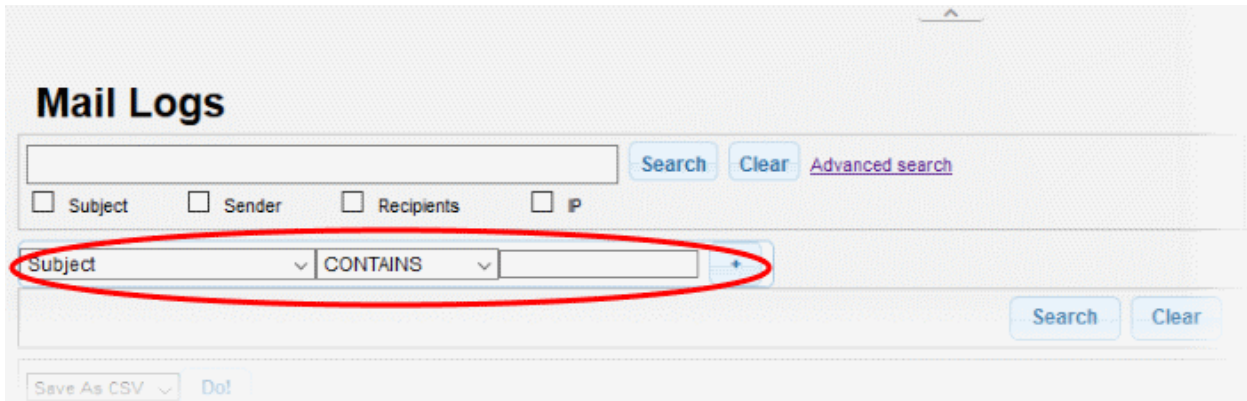 Mail Logs
Search Clear Advanced search
Subject Sender Recipients IP
Subject CONTAINS +
Search Clear
Save As CSV Do!